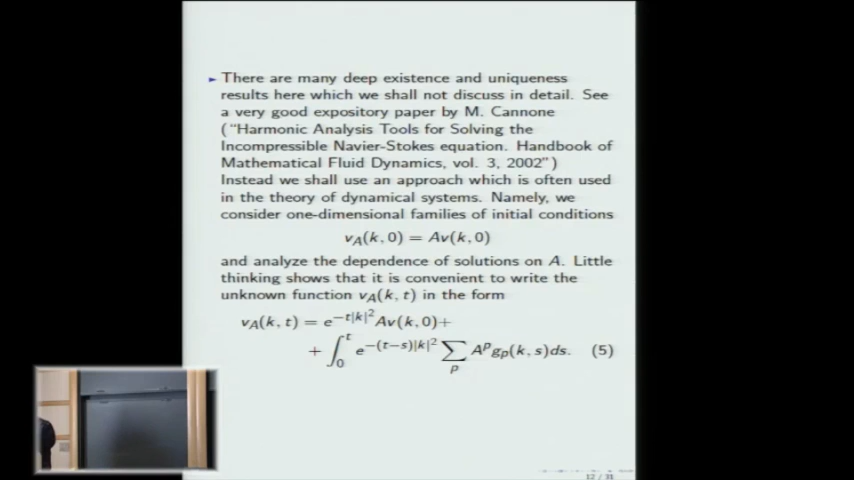 ► There are many deep existence and uniqueness
results here which we shall not discuss in detail. See
a very good expository paper by M. Cannone
("Harmonic Analysis Tools for Solving the
Incompressible Navier-Stokes equation. Handbook of
Mathematical Fluid Dynamics, vol. 3, 2002")
Instead we shall use an approach which is often used
in the theory of dynamical systems. Namely, we
consider one-dimensional families of initial conditions
v_A(k, 0) = Av(k, 0)
and analyze the dependence of solutions on A. Little
thinking shows that it is convenient to write the
unknown function v_A(k, t) in the form
v_A(k, t) = e^{-t|k|^2} Av(k, 0)+
+ ∫_0^t e^{-(t-s)|k|^2} ∑_p A^p g_p(k, s)ds. (5)
12 / 31